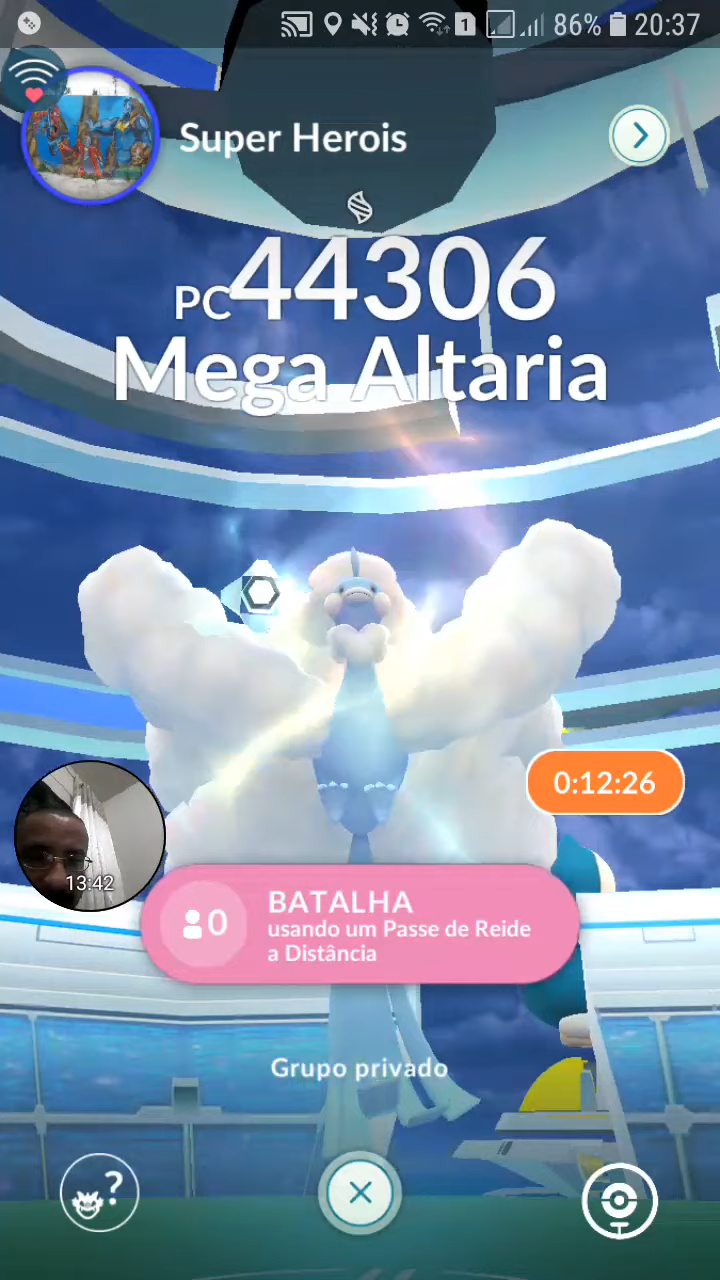 1 86% 20:37
Super Herois
PC44306
Mega Altaria
0:12:26
13:42
0 BATALHA
usando um Passe de Reide
a Distância
Grupo privado
?